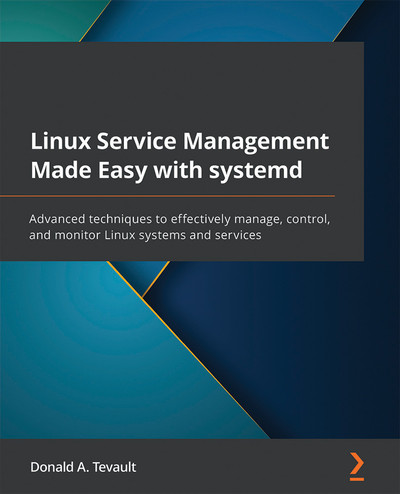 Linux Service Management
Made Easy with systemd
Advanced techniques to effectively manage, control,
and monitor Linux systems and services
Donald A. Tevault